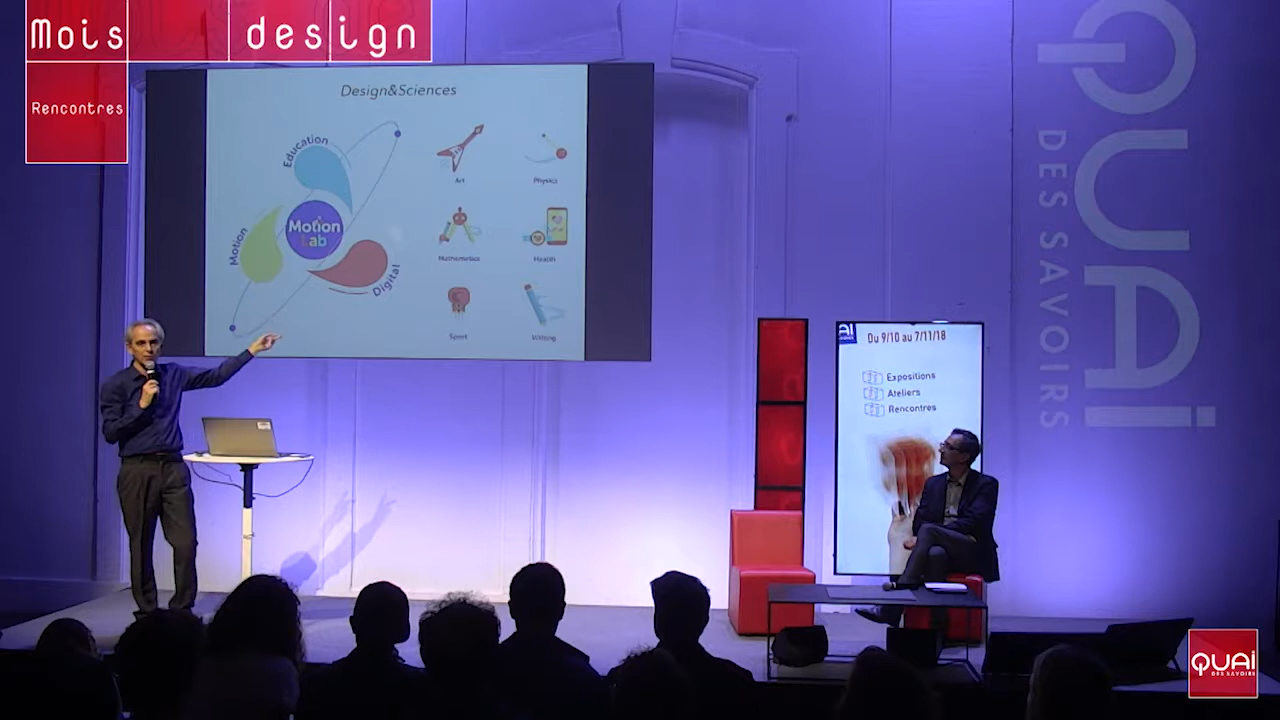 Mois design
Rencontres
Design&Sciences
Education
Motion
Digital
Motion
Lab
Art
Physics
Mathematics
Health
Sport
Writing
QUAI
DES SAVOIRS
AI
Du 9/10 au 7/11/18
Expositions
Ateliers
Rencontres
QUAI
DES SAVOIRS